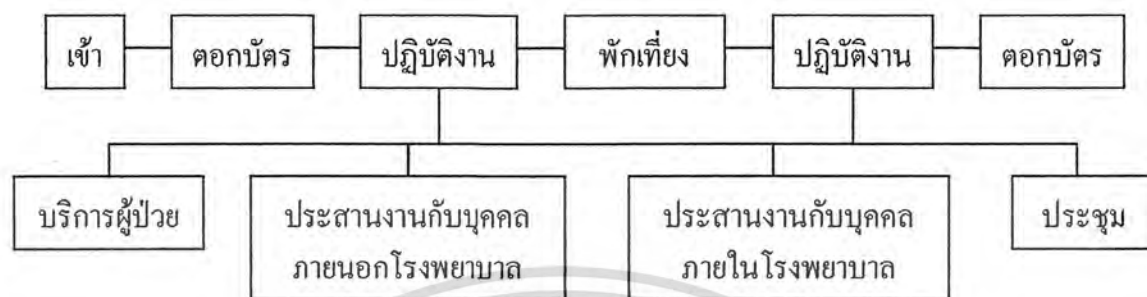 เข้า ตอกบัตร ปฏิบัติงาน พักเที่ยง ปฏิบัติงาน ตอกบัตร
บริการผู้ป่วย ประสานงานกับบุคคล ประสานงานกับบุคคล ประชุม
ภายนอกโรงพยาบาล ภายในโรงพยาบาล